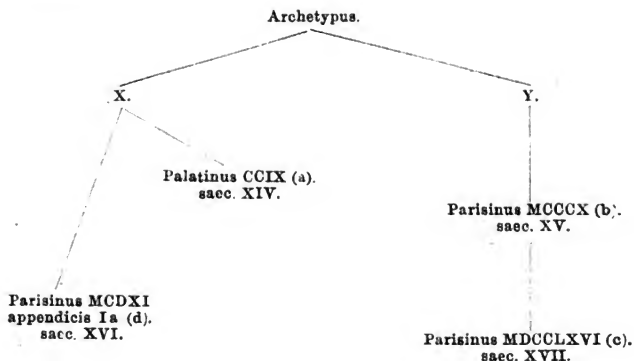 Archetypus.
X.
Y.
Palatinus CCIX (a).
saec. XIV.
Parisinus MCCCX (b).
saec. XV.
Parisinus MCDXI
appendicis Ia (d).
saec. XVI.
Parisinus MDCCLXVI (c).
saec. XVII.